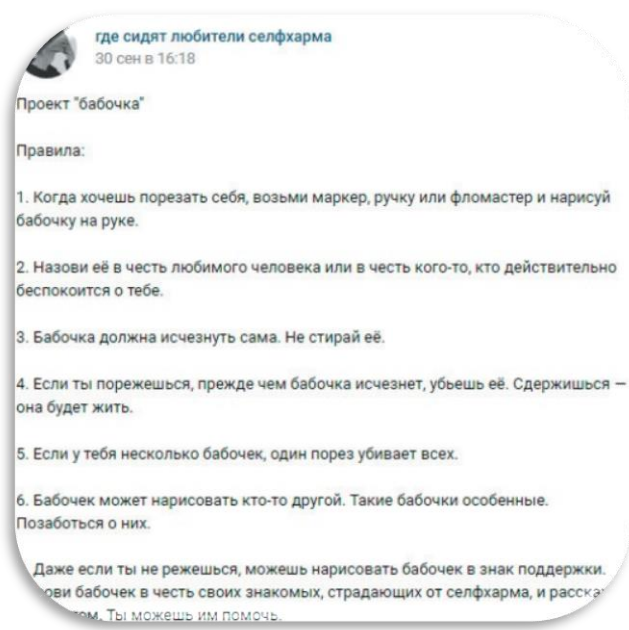 где сидят любители селфхарма
30 сен в 16:18
Проект "бабочка"
Правила:
1. Когда хочешь порезать себя, возьми маркер, ручку или фломастер и нарисуй
бабочку на руке.
2. Назови её в честь любимого человека или в честь кого-то, кто действительно
беспокоится о тебе.
3. Бабочка должна исчезнуть сама. Не стирай её.
4. Если ты порежешься, прежде чем бабочка исчезнет, убьешь её. Сдержишься —
она будет жить.
5. Если у тебя несколько бабочек, один порез убивает всех.
6. Бабочек может нарисовать кто-то другой. Такие бабочки особенные.
Позаботься о них.
Даже если ты не режешься, можешь нарисовать бабочек в знак поддержки.
бабочек в честь своих знакомых, страдающих от селфхарма, и
Ты можешь им помочь.